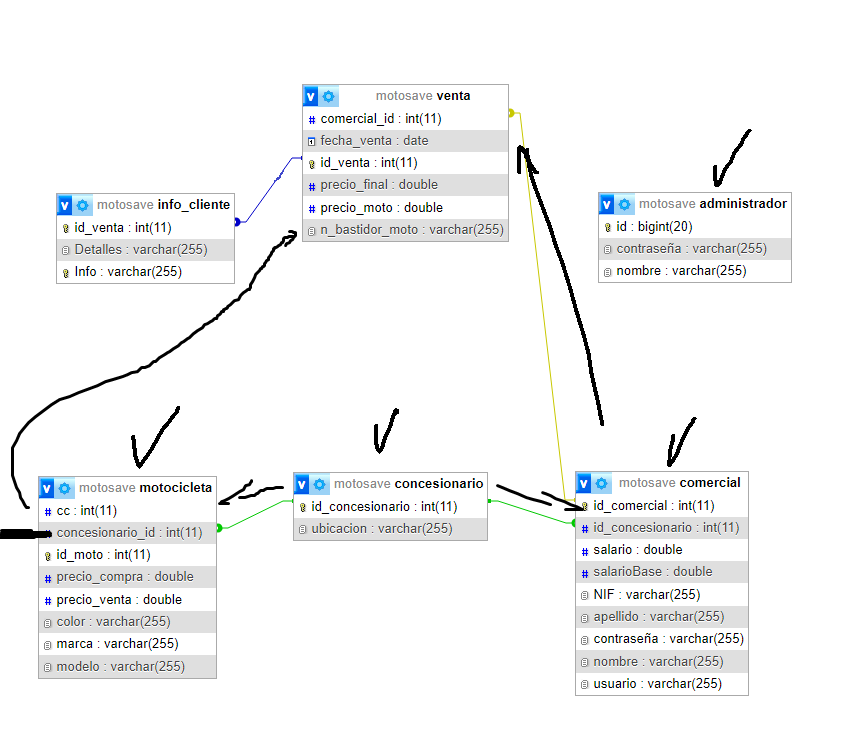 motosave venta
# comercial_id : int(11)
fecha_venta : date
id_venta : int(11)
# precio_final : double
# precio_moto : double
n_bastidor_moto : varchar(255)
motosave info_cliente
id_venta : int(11)
Detalles : varchar(255)
Info : varchar(255)
motosave administrador
id : bigint(20)
contraseña : varchar(255)
nombre : varchar(255)
motosave motocicleta
# cc : int(11)
# concesionario_id : int(11)
id_moto : int(11)
# precio_compra : double
# precio_venta : double
color : varchar(255)
marca : varchar(255)
modelo : varchar(255)
motosave concesionario
id_concesionario : int(11)
ubicacion : varchar(255)
motosave comercial
id_comercial : int(11)
# id_concesionario : int(11)
# salario : double
# salarioBase : double
NIF : varchar(255)
apellido : varchar(255)
contraseña : varchar(255)
nombre : varchar(255)
usuario : varchar(255)